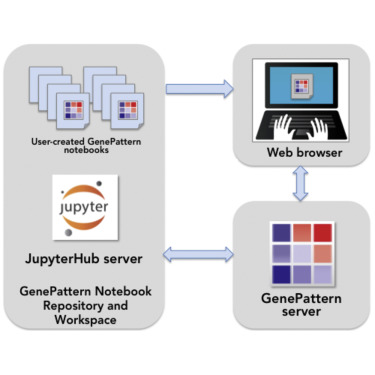 User-created GenePattern
notebooks
jupyter
JupyterHub server
GenePattern Notebook
Repository and
Workspace
Web browser
GenePattern
server